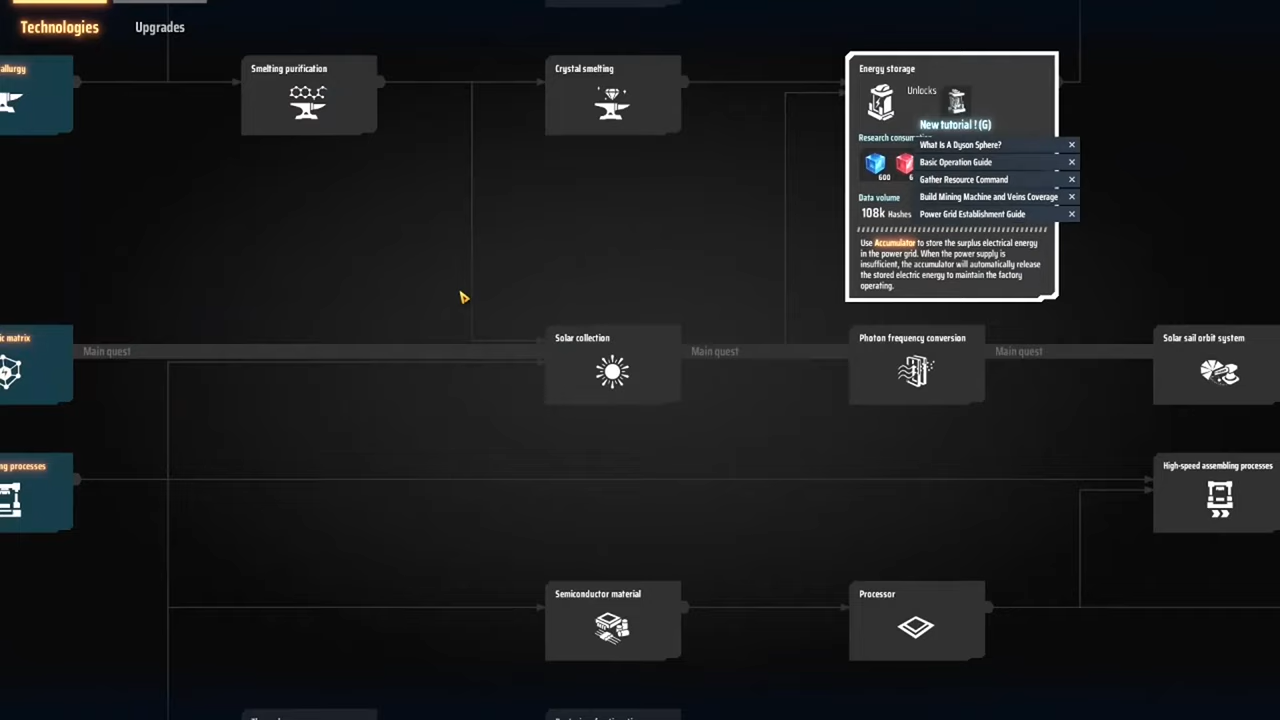 Technologies
Upgrades
allurgy
Smelting purification
Crystal smelting
Energy storage
Unlocks
New tutorial ! (G)
Research consum
What Is A Dyson Sphere?
Basic Operation Guide
600
6
Gather Resource Command
Data volume
Build Mining Machine and Veins Coverage
108k Hashes
Power Grid Establishment Guide
Use Accumulator to store the surplus electrical energy
in the power grid. When the power supply is
insufficient, the accumulator will automatically release
the stored electric energy to maintain the factory
operating.
ic matrix
Main quest
Solar collection
Main quest
Photon frequency conversion
Main quest
Solar sail orbit system
ng processes
High-speed assembling processes
Semiconductor material
Processor